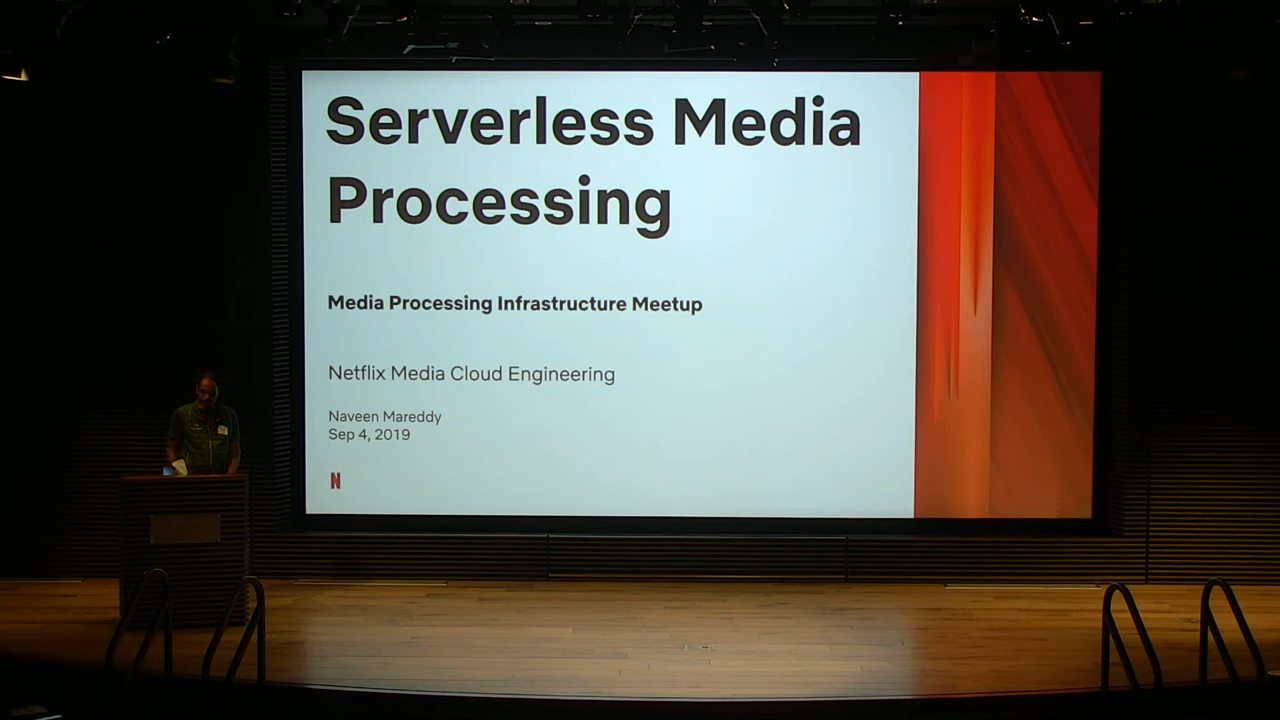 Serverless Media
Processing
Media Processing Infrastructure Meetup
Netflix Media Cloud Engineering
Naveen Mareddy
Sep 4, 2019
N